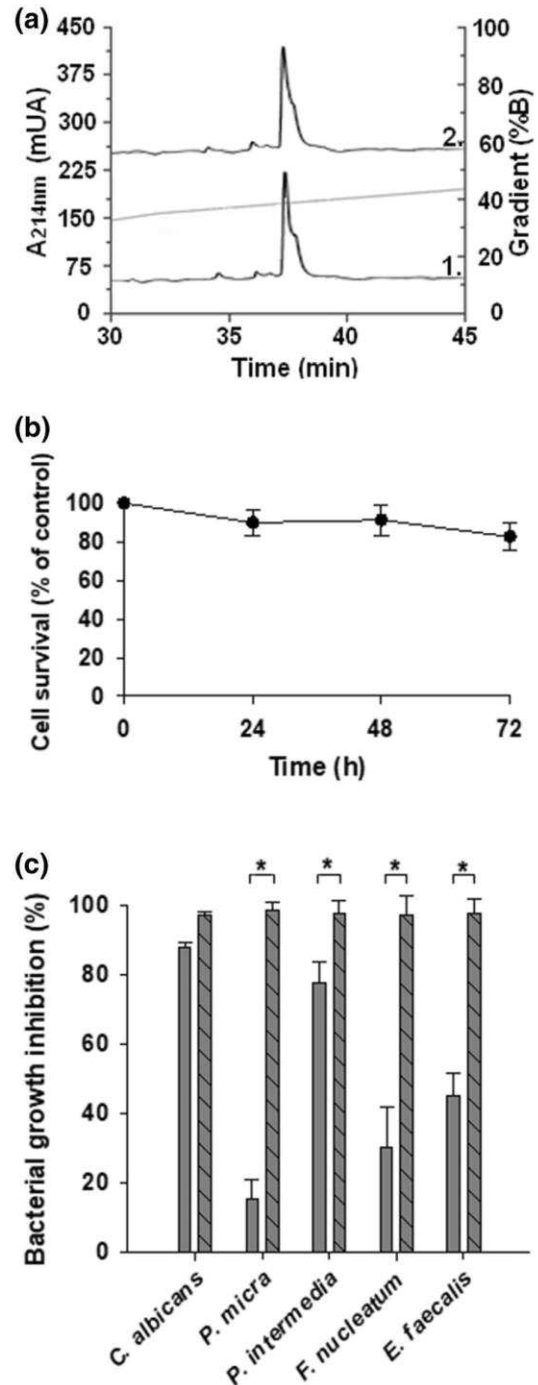 (a)
450
375
300
225
150
75
0
A214nm (mUA)
100
80
60
40
20
0
Gradient (%B)
2.
1.
30 35 40 45
Time (min)
(b)
100
80
60
40
20
0
Cell survival (% of control)
0 24 48 72
Time (h)
(c)
* * * *
100
80
60
40
20
0
Bacterial growth inhibition (%)
C. albicans
P. micra
P. intermedia
F. nucleatum
E. faecalis